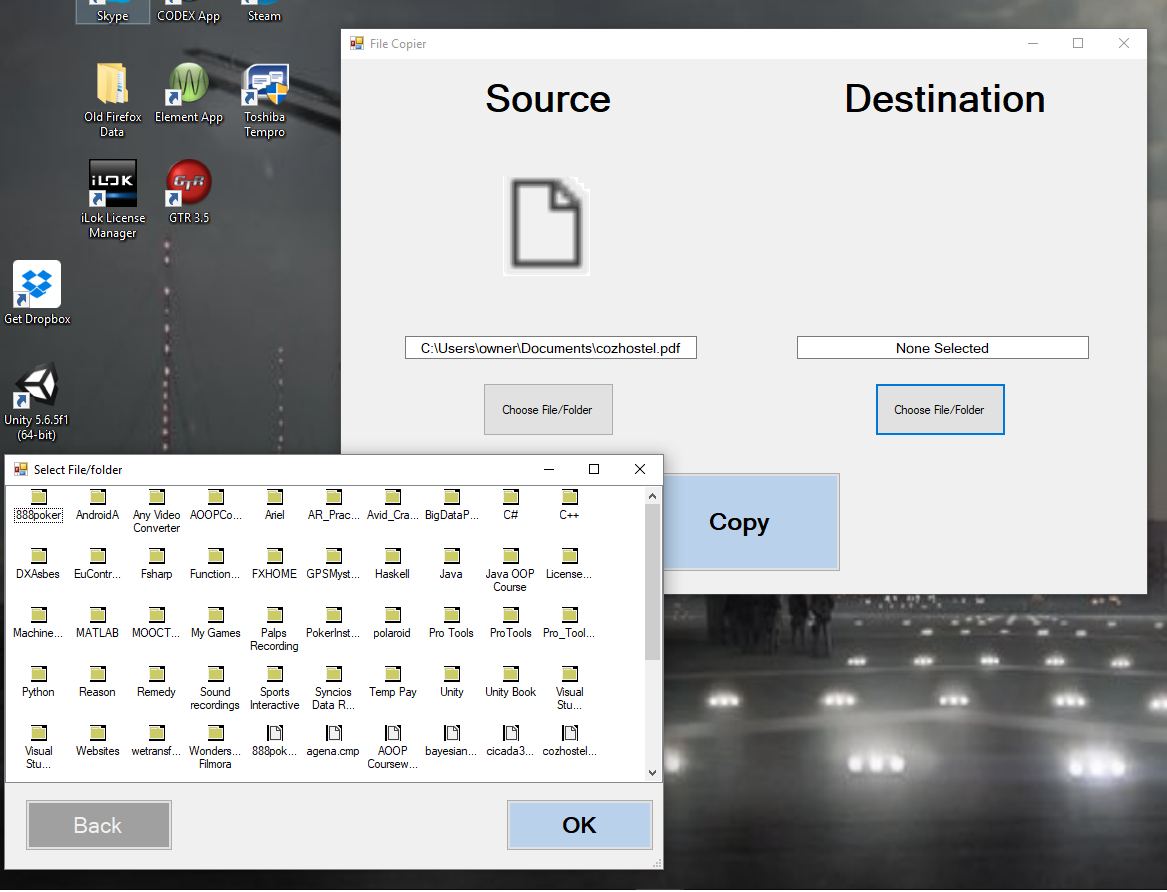 Skype
CODEX App
Steam
Old Firefox
Data
Element App
Toshiba
Tempro
iLOK
GTR
iLok License
Manager
GTR 3.5
Get Dropbox
Unity 5.6.5f1
(64-bit)
File Copier
Source
Destination
C:\Users\owner\Documents\cozhostel.pdf
None Selected
Choose File/Folder
Choose File/Folder
Copy
Select File/folder
888poker
AndroidA
Any Video
Converter
AOOPCo...
Ariel
AR_Prac...
Avid_Cra...
BigDataP...
C#
C++
DXAsbes
EuContr...
Fsharp
Function...
FXHOME
GPSMyst...
Haskell
Java
Java OOP
Course
License...
Machine...
MATLAB
MOOCT...
My Games
Palps
Recording
PokerInst...
polaroid
Pro Tools
ProTools
Pro_Tool...
Python
Reason
Remedy
Sound
recordings
Sports
Interactive
Syncios
Data R...
Temp Pay
Unity
Unity Book
Visual
Stu...
Visual
Stu...
Websites
wetransf...
Wonders...
Filmora
888pok...
agena.cmp
AOOP
Coursew...
bayesian...
cicada3...
cozhostel...
Back
OK